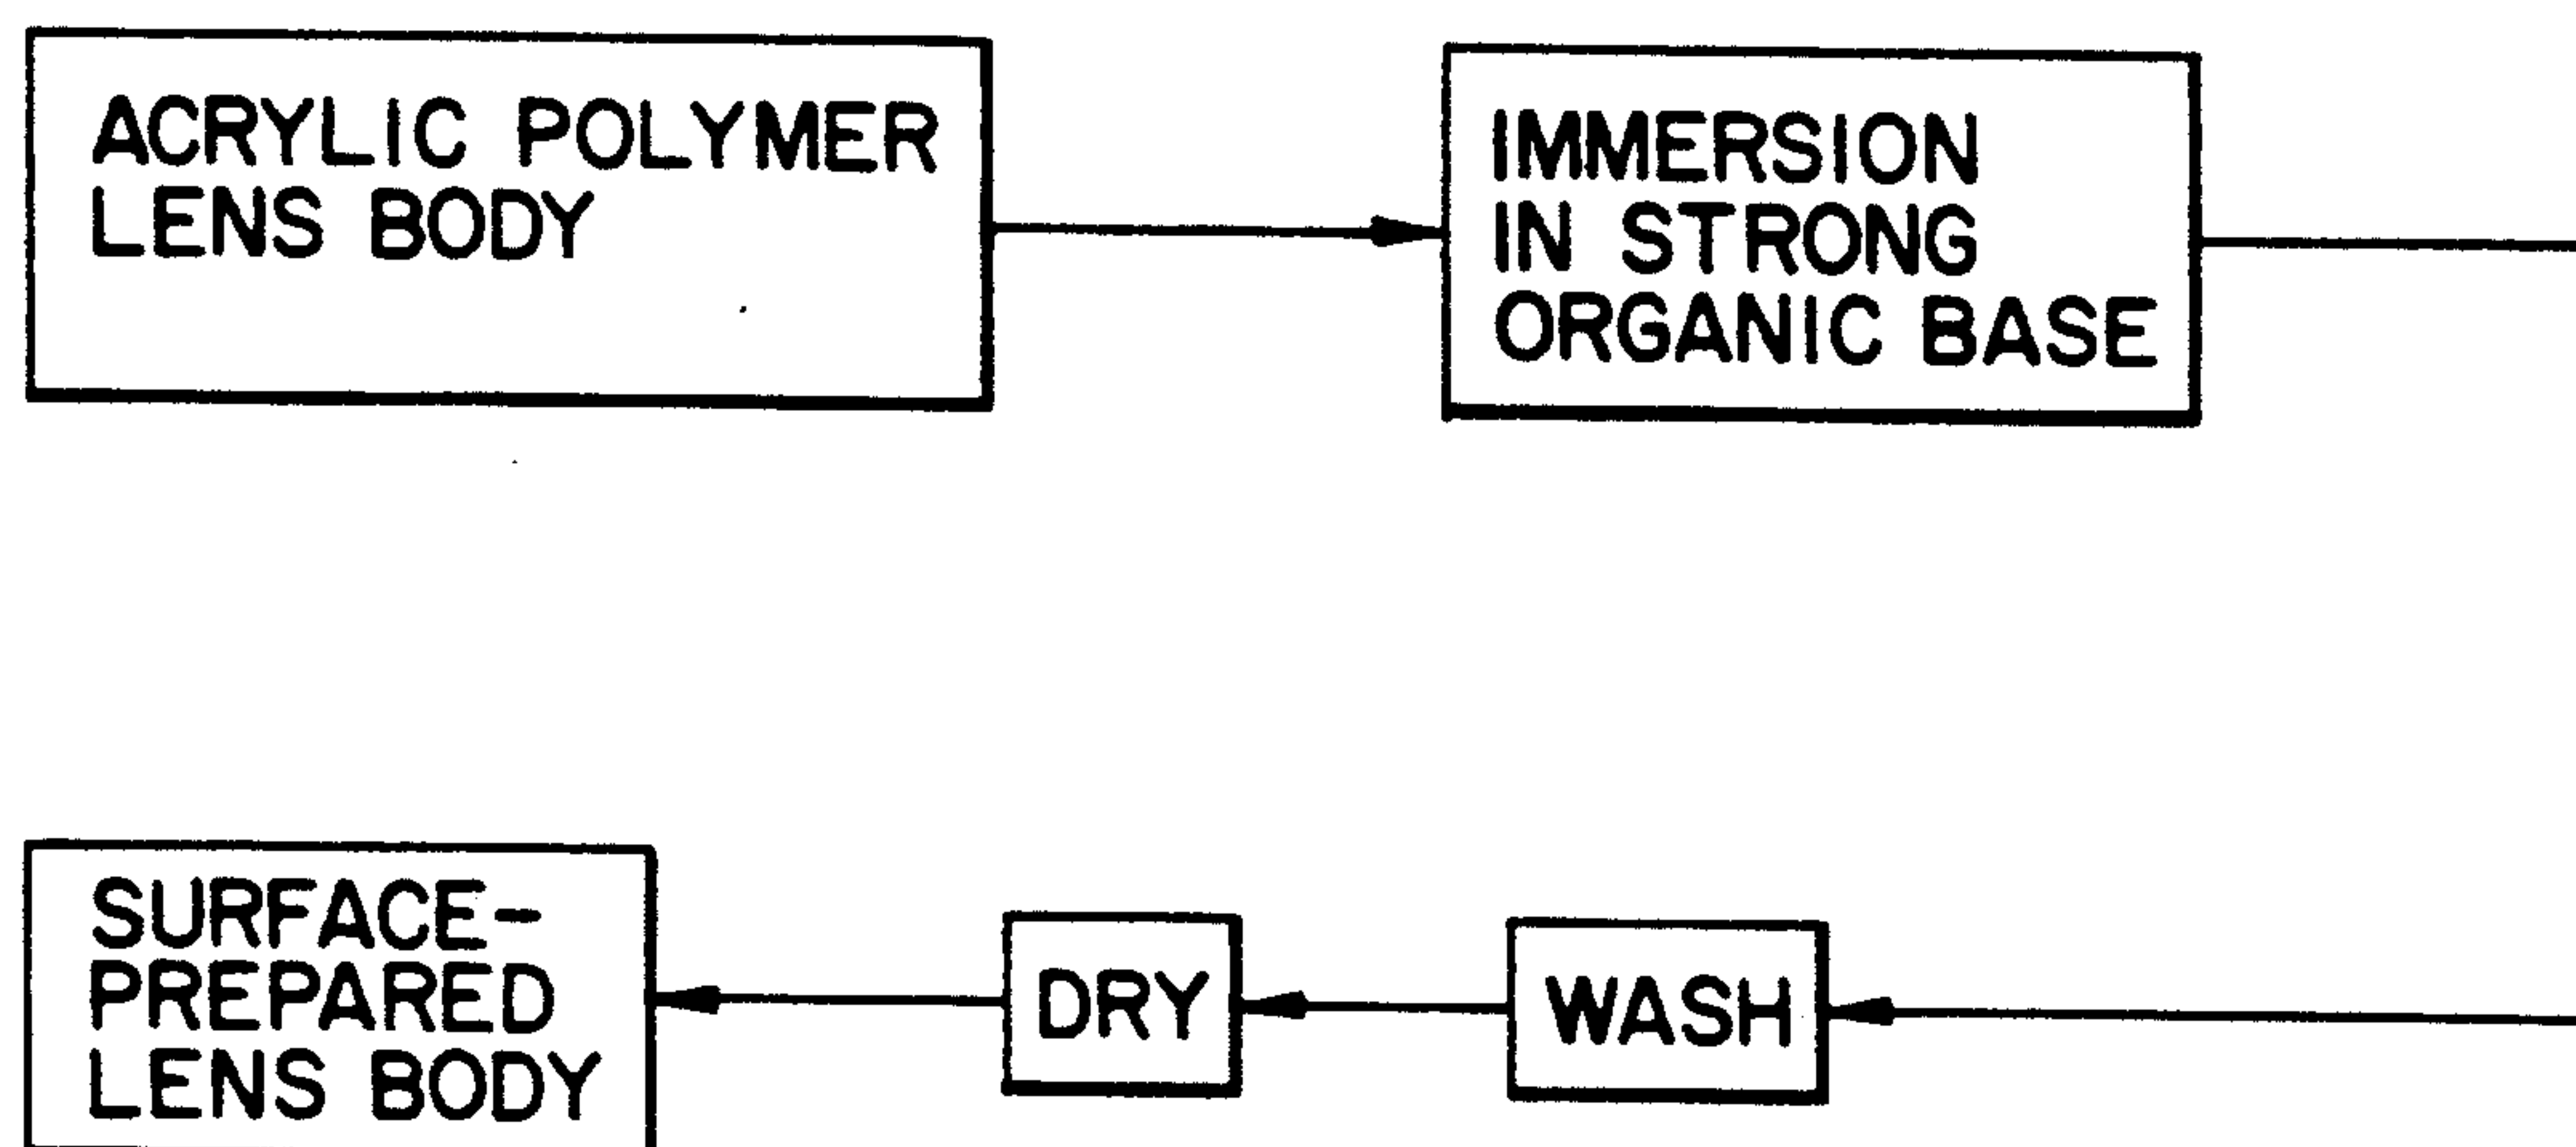 ACRYLIC POLYMER
LENS BODY
IMMERSION
IN STRONG
ORGANIC BASE
SURFACE-
PREPARED
LENS BODY
DRY
WASH